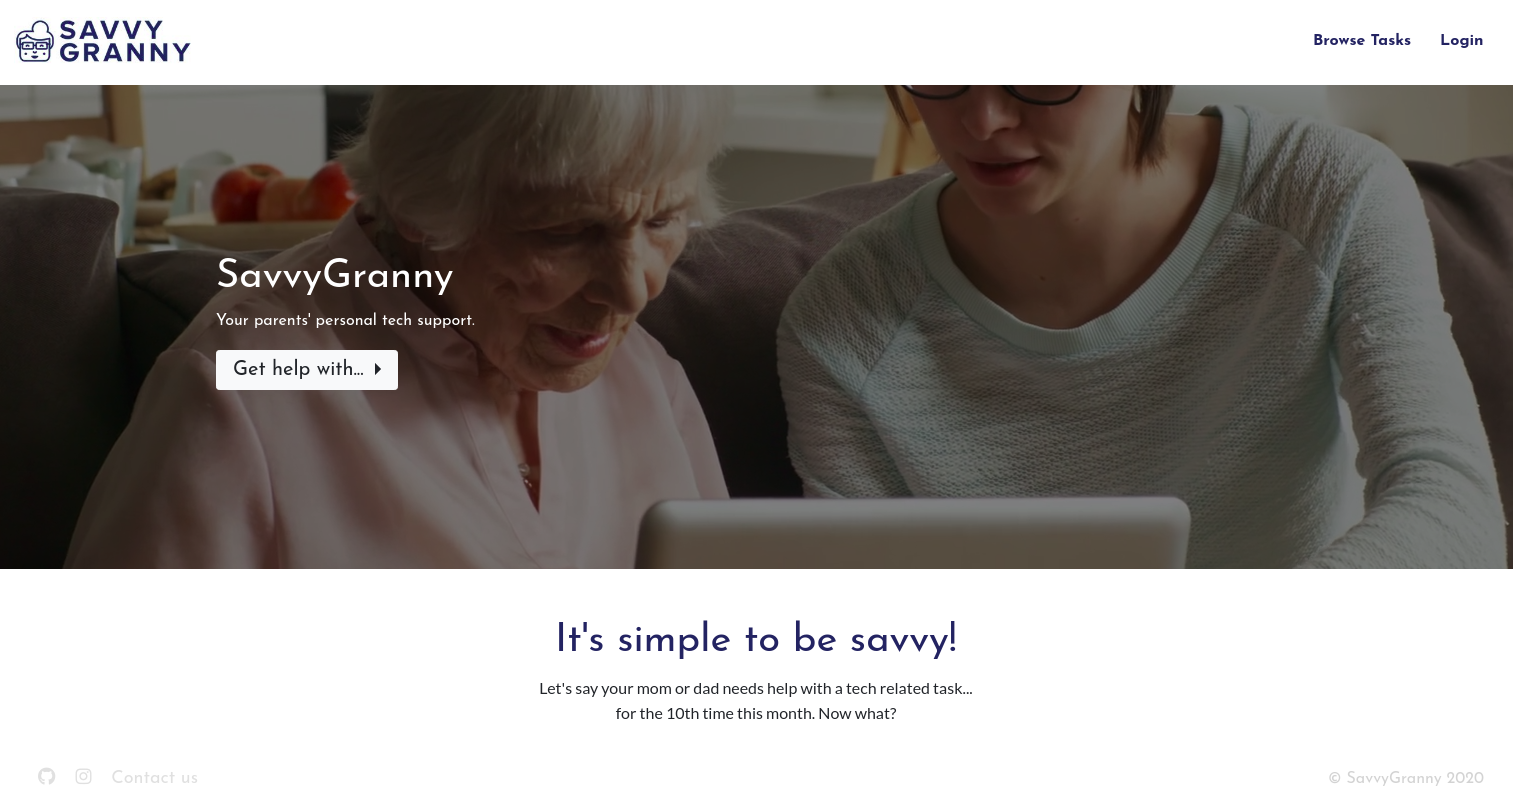 SAVVY
GRANNY
Browse Tasks
Login
SavvyGranny
Your parents' personal tech support.
Get help with...
It's simple to be savvy!
Let's say your mom or dad needs help with a tech related task...
for the 10th time this month. Now what?
Contact us
© SavvyGranny 2020